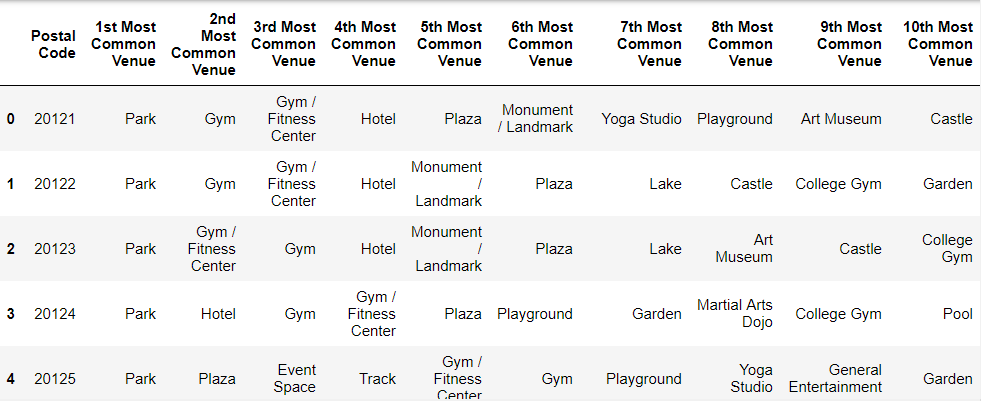 Postal Code 1st Most Common Venue 2nd Most Common Venue 3rd Most Common Venue 4th Most Common Venue 5th Most Common Venue 6th Most Common Venue 7th Most Common Venue 8th Most Common Venue 9th Most Common Venue 10th Most Common Venue
0 20121 Park Gym Gym / Fitness Center Hotel Plaza Monument / Landmark Yoga Studio Playground Art Museum Castle
1 20122 Park Gym Gym / Fitness Center Hotel Monument / Landmark Plaza Lake Castle College Gym Garden
2 20123 Park Gym / Fitness Center Gym Hotel Monument / Landmark Plaza Lake Art Museum Castle College Gym
3 20124 Park Hotel Gym Gym / Fitness Center Plaza Playground Garden Martial Arts Dojo College Gym Pool
4 20125 Park Plaza Event Space Track Gym / Fitness Center Gym Playground Yoga Studio General Entertainment Garden